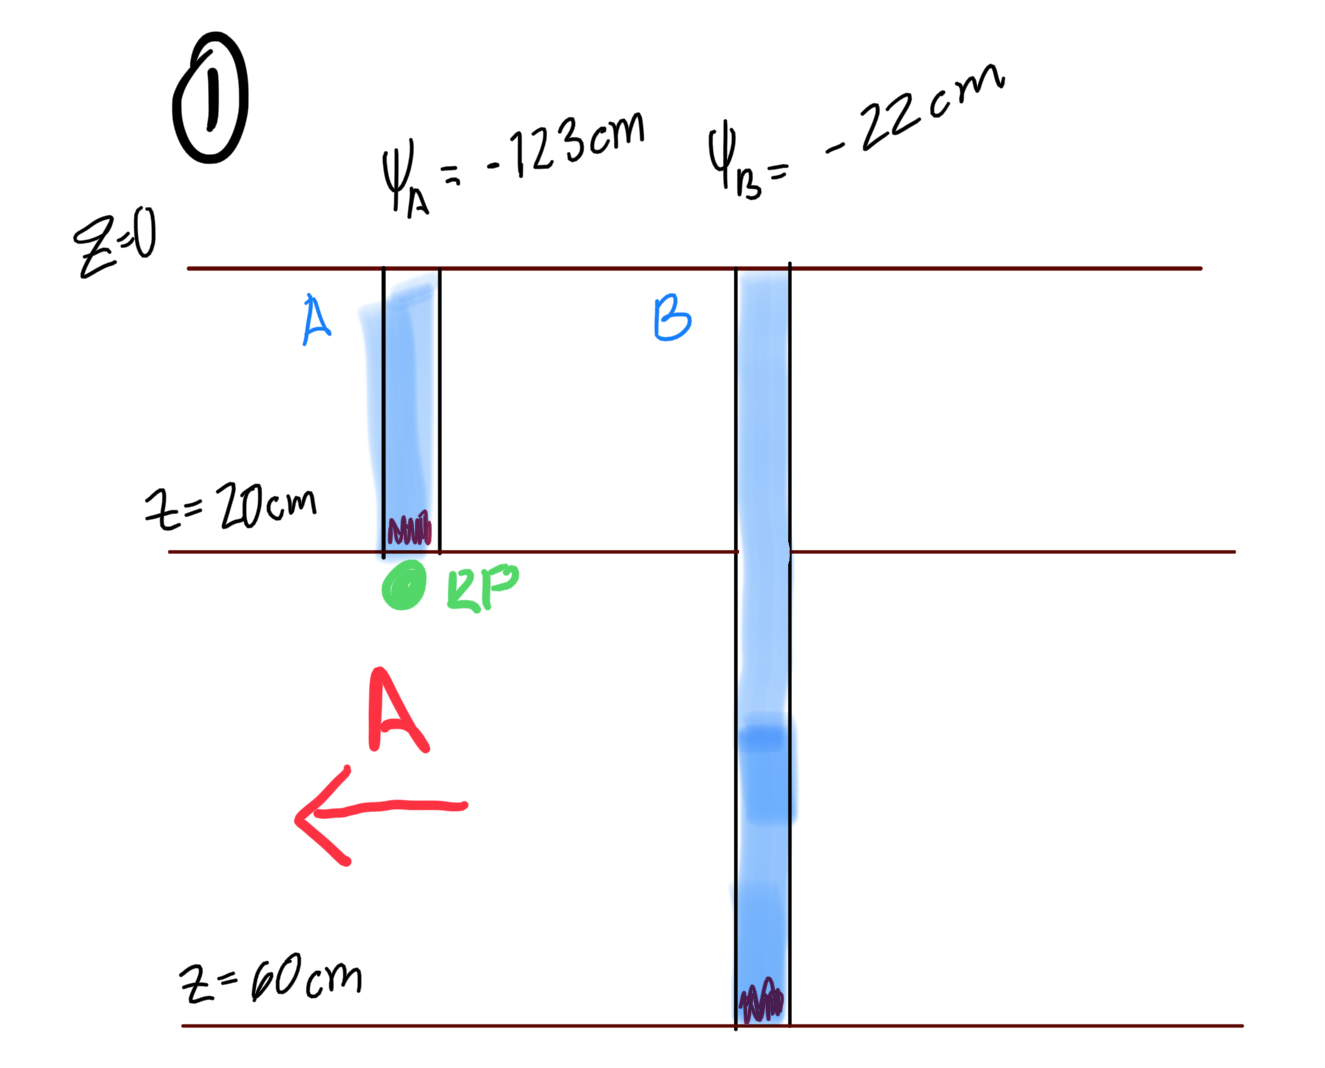 ①
ψA = -123cm
ψB = -22cm
Z=0
A
B
Z= 20cm
RP
A
Z= 60cm